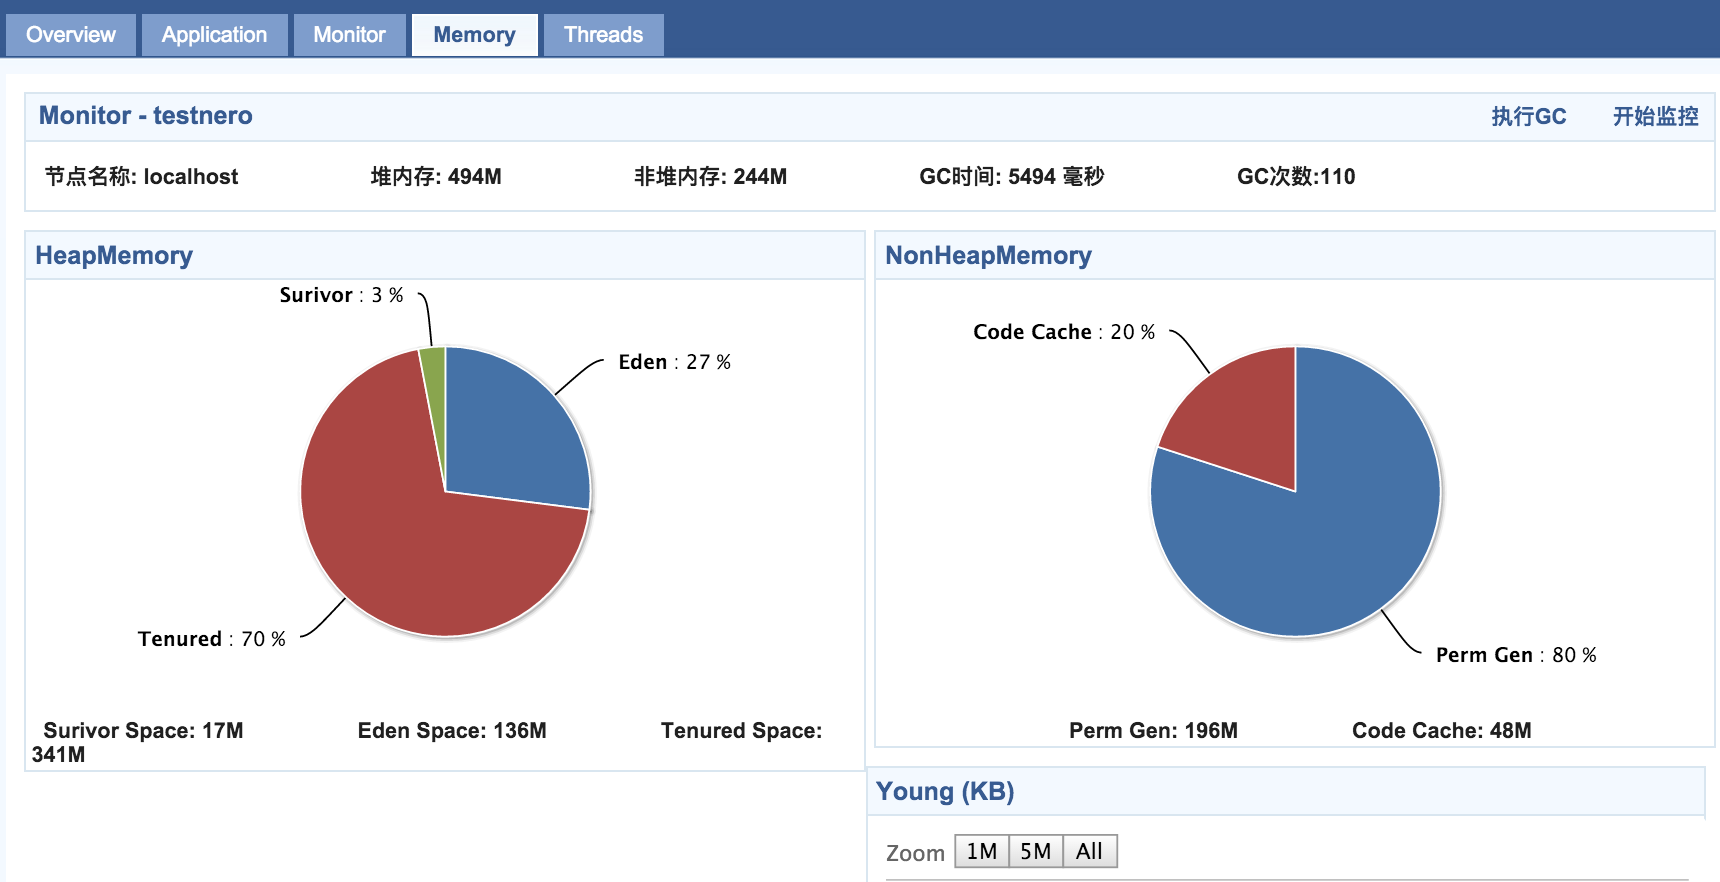 Overview Application Monitor Memory Threads
Monitor - testnero 执行GC 开始监控
节点名称: localhost 堆内存: 494M 非堆内存: 244M GC时间: 5494 毫秒 GC次数:110
HeapMemory
Surivor : 3 %
Eden : 27 %
Tenured : 70 %
Surivor Space: 17M Eden Space: 136M Tenured Space:
341M
NonHeapMemory
Code Cache : 20 %
Perm Gen : 80 %
Perm Gen: 196M Code Cache: 48M
Young (KB)
Zoom 1M 5M All